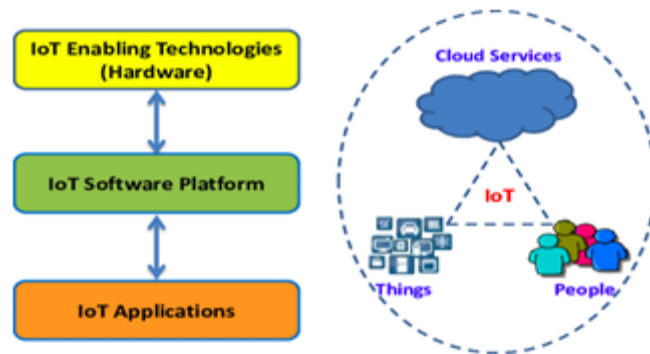 IoT Enabling Technologies
(Hardware)
IoT Software Platform
IoT Applications
Cloud Services
IoT
Things
People